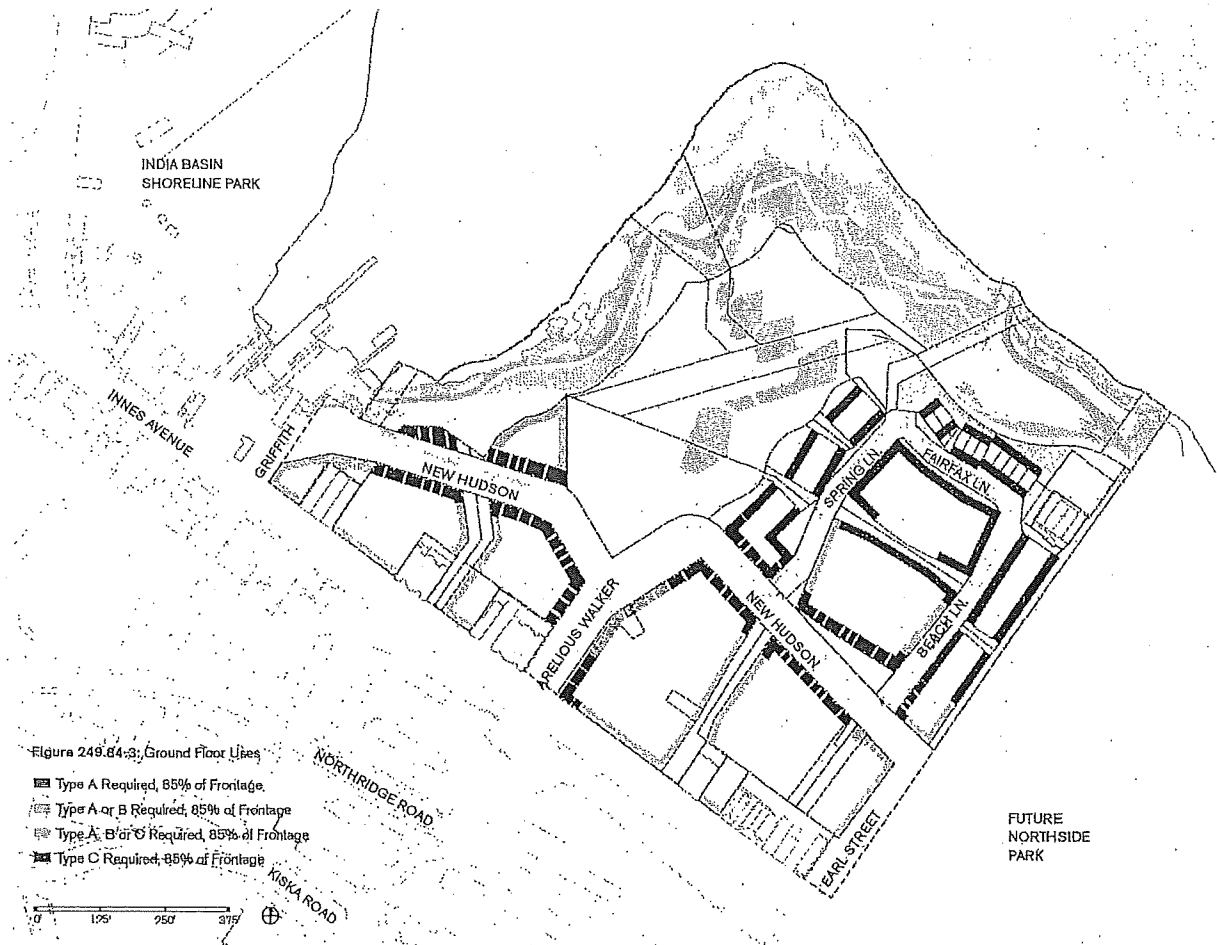 INDIA BASIN
SHORELINE PARK
INNES AVENUE
GRIFFITH
NEW HUDSON
SPRING LN.
FAIRFAX LN.
ARELIOUS WALKER
NEW HUDSON
BEACH LN.
Figure 249.84-3: Ground Floor Uses
Type A Required, 85% of Frontage
Type A or B Required, 85% of Frontage
Type A, B or C Required, 85% of Frontage
Type C Required, 85% of Frontage
NORTHRIDGE ROAD
KISKA ROAD
EARL STREET
FUTURE
NORTHSIDE
PARK
0' 125' 250' 375'